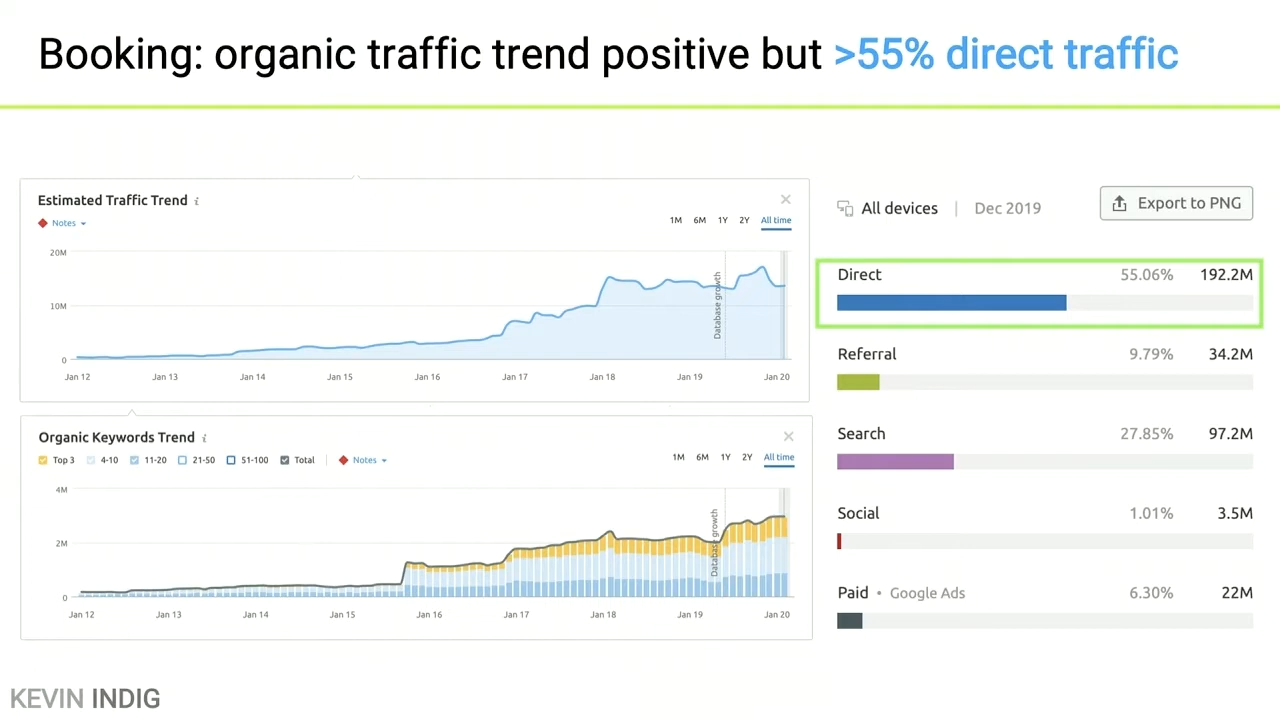 Booking: organic traffic trend positive but >55% direct traffic
Estimated Traffic Trend i
Notes
1M 6M 1Y 2Y All time
20M
10M
0
Database growth
Jan 12 Jan 13 Jan 14 Jan 15 Jan 16 Jan 17 Jan 18 Jan 19 Jan 20
Organic Keywords Trend i
Top 3 4-10 11-20 21-50 51-100 Total Notes
1M 6M 1Y 2Y All time
4M
2M
0
Database growth
Jan 12 Jan 13 Jan 14 Jan 15 Jan 16 Jan 17 Jan 18 Jan 19 Jan 20
All devices | Dec 2019
Export to PNG
Direct 55.06% 192.2M
Referral 9.79% 34.2M
Search 27.85% 97.2M
Social 1.01% 3.5M
Paid • Google Ads 6.30% 22M
KEVIN INDIG